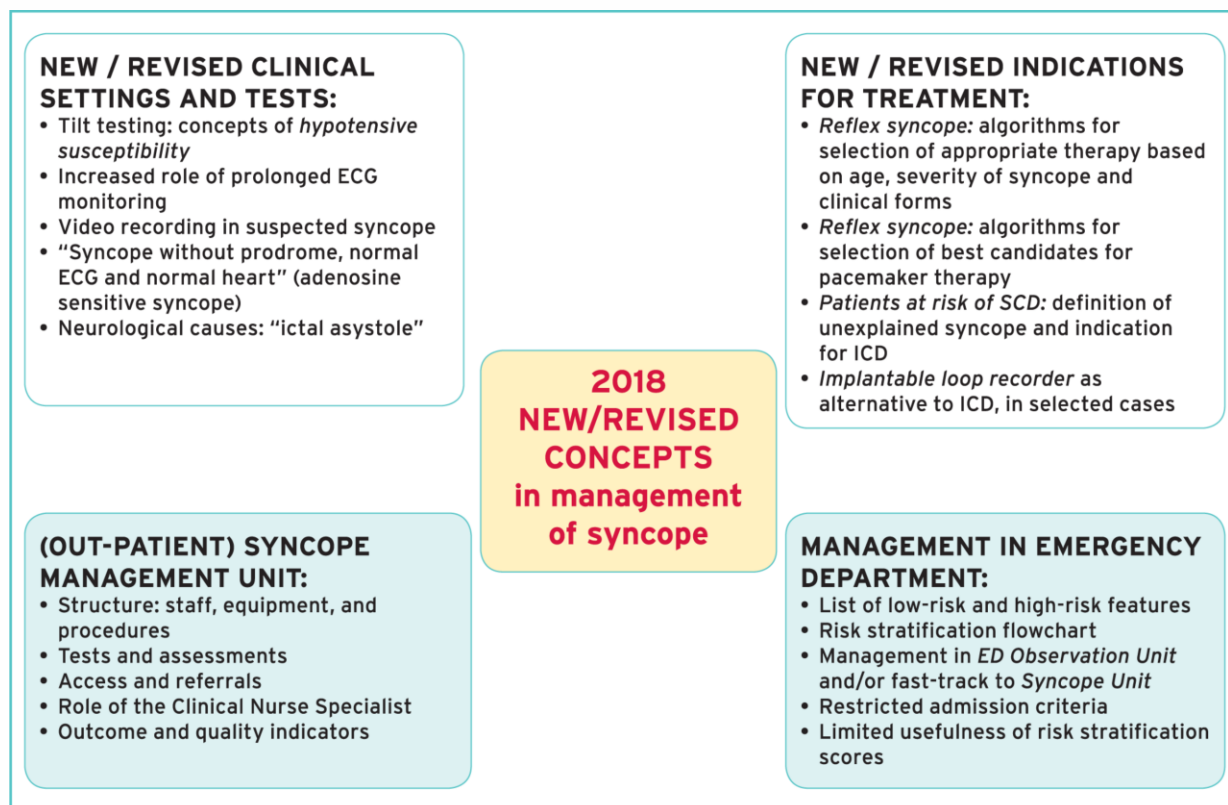 NEW / REVISED CLINICAL
SETTINGS AND TESTS:
• Tilt testing: concepts of hypotensive
susceptibility
• Increased role of prolonged ECG
monitoring
• Video recording in suspected syncope
• “Syncope without prodrome, normal
ECG and normal heart” (adenosine
sensitive syncope)
• Neurological causes: “ictal asystole”
NEW / REVISED INDICATIONS
FOR TREATMENT:
• Reflex syncope: algorithms for
selection of appropriate therapy based
on age, severity of syncope and
clinical forms
• Reflex syncope: algorithms for
selection of best candidates for
pacemaker therapy
• Patients at risk of SCD: definition of
unexplained syncope and indication
for ICD
• Implantable loop recorder as
alternative to ICD, in selected cases
2018
NEW/REVISED
CONCEPTS
in management
of syncope
(OUT-PATIENT) SYNCOPE
MANAGEMENT UNIT:
• Structure: staff, equipment, and
procedures
• Tests and assessments
• Access and referrals
• Role of the Clinical Nurse Specialist
• Outcome and quality indicators
MANAGEMENT IN EMERGENCY
DEPARTMENT:
• List of low-risk and high-risk features
• Risk stratification flowchart
• Management in ED Observation Unit
and/or fast-track to Syncope Unit
• Restricted admission criteria
• Limited usefulness of risk stratification
scores